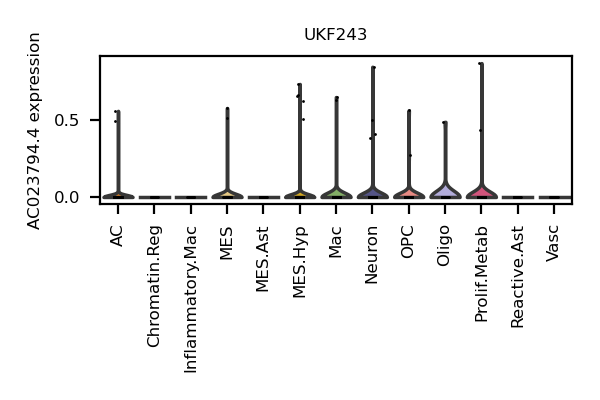 UKF243
AC023794.4 expression
0.5
0.0
AC
Chromatin.Reg
Inflammatory.Mac
MES
MES.Ast
MES.Hyp
Mac
Neuron
OPC
Oligo
Prolif.Metab
Reactive.Ast
Vasc